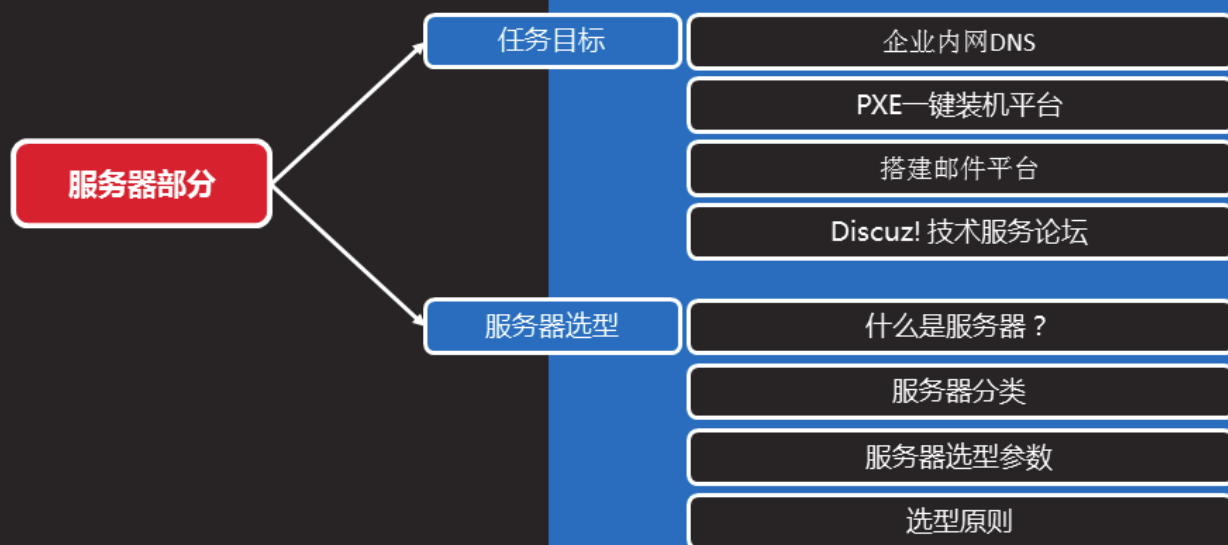 服务器部分
任务目标
企业内网DNS
PXE一键装机平台
搭建邮件平台
Discuz! 技术服务论坛
服务器选型
什么是服务器？
服务器分类
服务器选型参数
选型原则